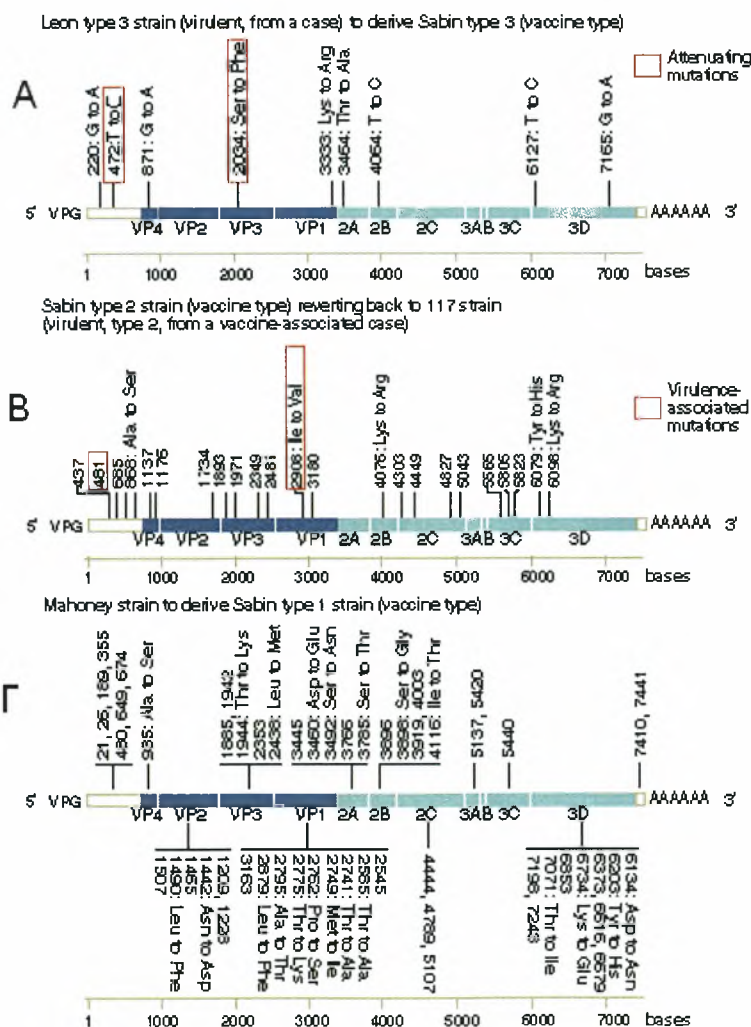 Leon type 3 strain (virulent, from a case) to derive Sabin type 3 (vaccine type)
A
220: G to A
472: T to C
871: G to A
2034: Ser to Phe
3333: Lys to Arg
3464: Thr to Ala
4064: T to C
6127: T to C
7165: G to A
Attenuating
mutations
5' VPG AAAAAA 3'
VP4 VP2 VP3 VP1 2A 2B 2C 3AB 3C 3D
1 1000 2000 3000 4000 5000 6000 7000 bases
Sabin type 2 strain (vaccine type) reverting back to 117 strain
(virulent, type 2, from a vaccine-associated case)
B
437
481
685
868: Ala to Ser
1137
1176
1734
1893
1971
2349
2481
2908: Ile to Val
3180
4076: Lys to Arg
4303
4449
4827
5043
5565
5805
5823
6079: Tyr to His
6098: Lys to Arg
Virulence-
associated
mutations
5' VPG AAAAAA 3'
VP4 VP2 VP3 VP1 2A 2B 2C 3AB 3C 3D
1 1000 2000 3000 4000 5000 6000 7000 bases
Mahoney strain to derive Sabin type 1 strain (vaccine type)
Г
21, 26, 189, 355
480, 649, 674
935: Ala to Ser
1885, 1942
1944: Thr to Lys
2353
2438: Leu to Met
3445
3460: Asp to Glu
3492: Ser to Asn
3766
3785: Ser to Thr
3896
3898: Ser to Gly
3919, 4003
4116: Ile to Thr
5137, 5420
5440
7410, 7441
5' VPG AAAAAA 3'
VP4 VP2 VP3 VP1 2A 2B 2C 3AB 3C 3D
1507
1490: Leu to Phe
1465
1442: Asn to Asp
1209, 1228
3163
2879: Leu to Phe
2795: Ala to Thr
2775: Thr to Lys
2762: Pro to Ser
2749: Met to Ile
2741: Thr to Ala
2585: Thr to Ala
2545
4444, 4789, 5107
7198, 7243
7071: Thr to Ile
6853
6734: Lys to Glu
6373, 6616, 6679
6203: Tyr to His
6134: Asp to Asn
1 1000 2000 3000 4000 5000 6000 7000 bases